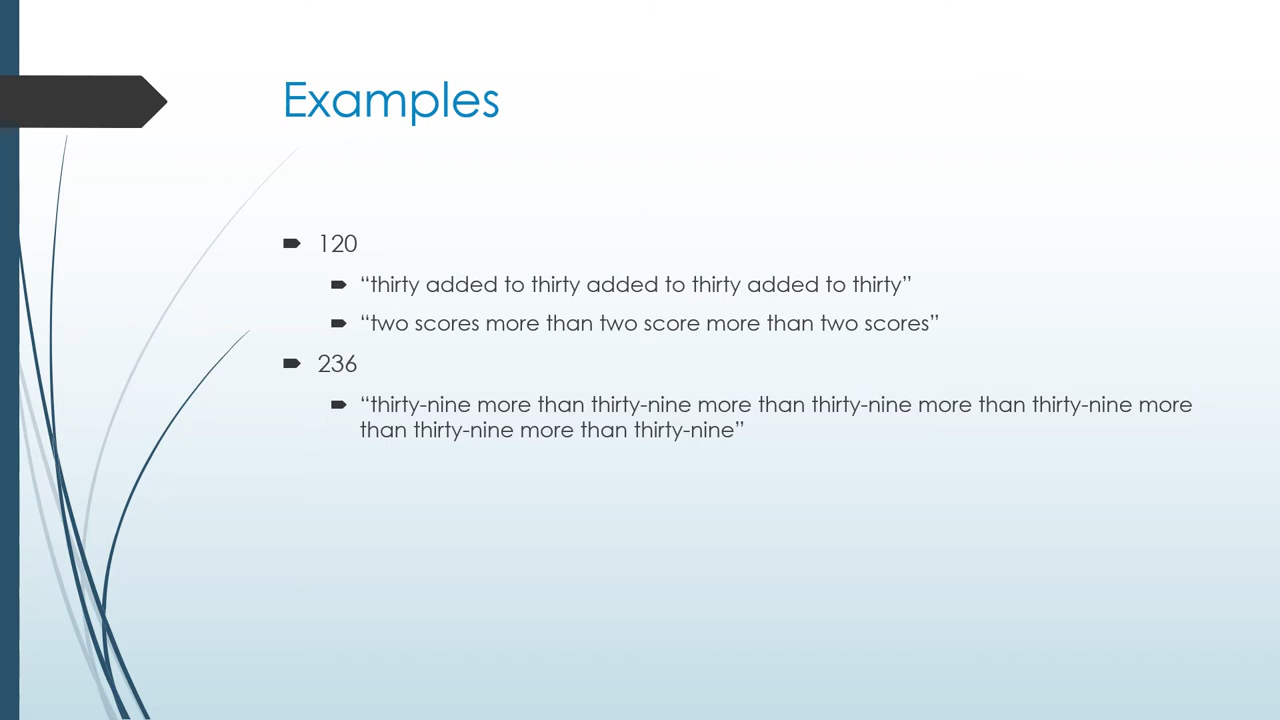 Examples
120
“thirty added to thirty added to thirty added to thirty”
“two scores more than two score more than two scores”
236
“thirty-nine more than thirty-nine more than thirty-nine more than thirty-nine more
than thirty-nine more than thirty-nine”